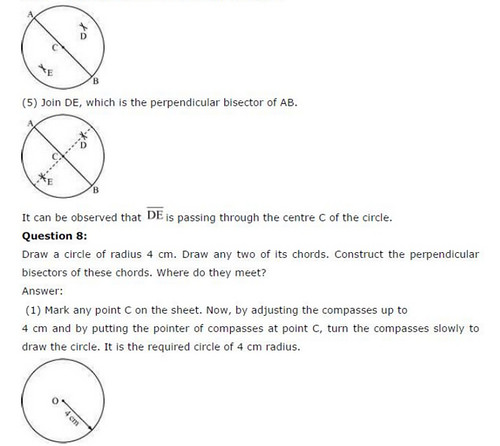 A
D
C
E
B
(5) Join DE, which is the perpendicular bisector of AB.
A
D
C
E
B
It can be observed that DE is passing through the centre C of the circle.
Question 8:
Draw a circle of radius 4 cm. Draw any two of its chords. Construct the perpendicular
bisectors of these chords. Where do they meet?
Answer:
(1) Mark any point C on the sheet. Now, by adjusting the compasses up to
4 cm and by putting the pointer of compasses at point C, turn the compasses slowly to
draw the circle. It is the required circle of 4 cm radius.
O
4 cm